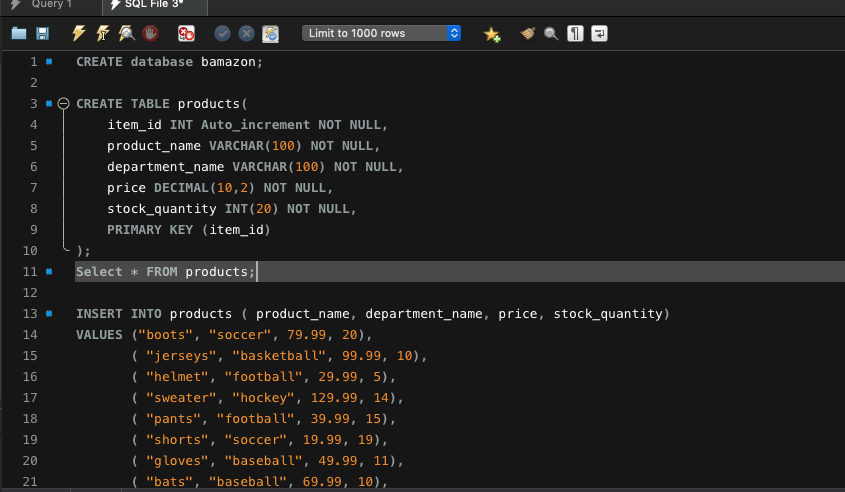 Query 1 SQL File 3*
Limit to 1000 rows
1 CREATE database bamazon;
2
3 CREATE TABLE products(
4 item_id INT Auto_increment NOT NULL,
5 product_name VARCHAR(100) NOT NULL,
6 department_name VARCHAR(100) NOT NULL,
7 price DECIMAL(10,2) NOT NULL,
8 stock_quantity INT(20) NOT NULL,
9 PRIMARY KEY (item_id)
10 );
11 Select * FROM products;
12
13 INSERT INTO products ( product_name, department_name, price, stock_quantity)
14 VALUES ("boots", "soccer", 79.99, 20),
15 ( "jerseys", "basketball", 99.99, 10),
16 ( "helmet", "football", 29.99, 5),
17 ( "sweater", "hockey", 129.99, 14),
18 ( "pants", "football", 39.99, 15),
19 ( "shorts", "soccer", 19.99, 19),
20 ( "gloves", "baseball", 49.99, 11),
21 ( "bats", "baseball", 69.99, 10),